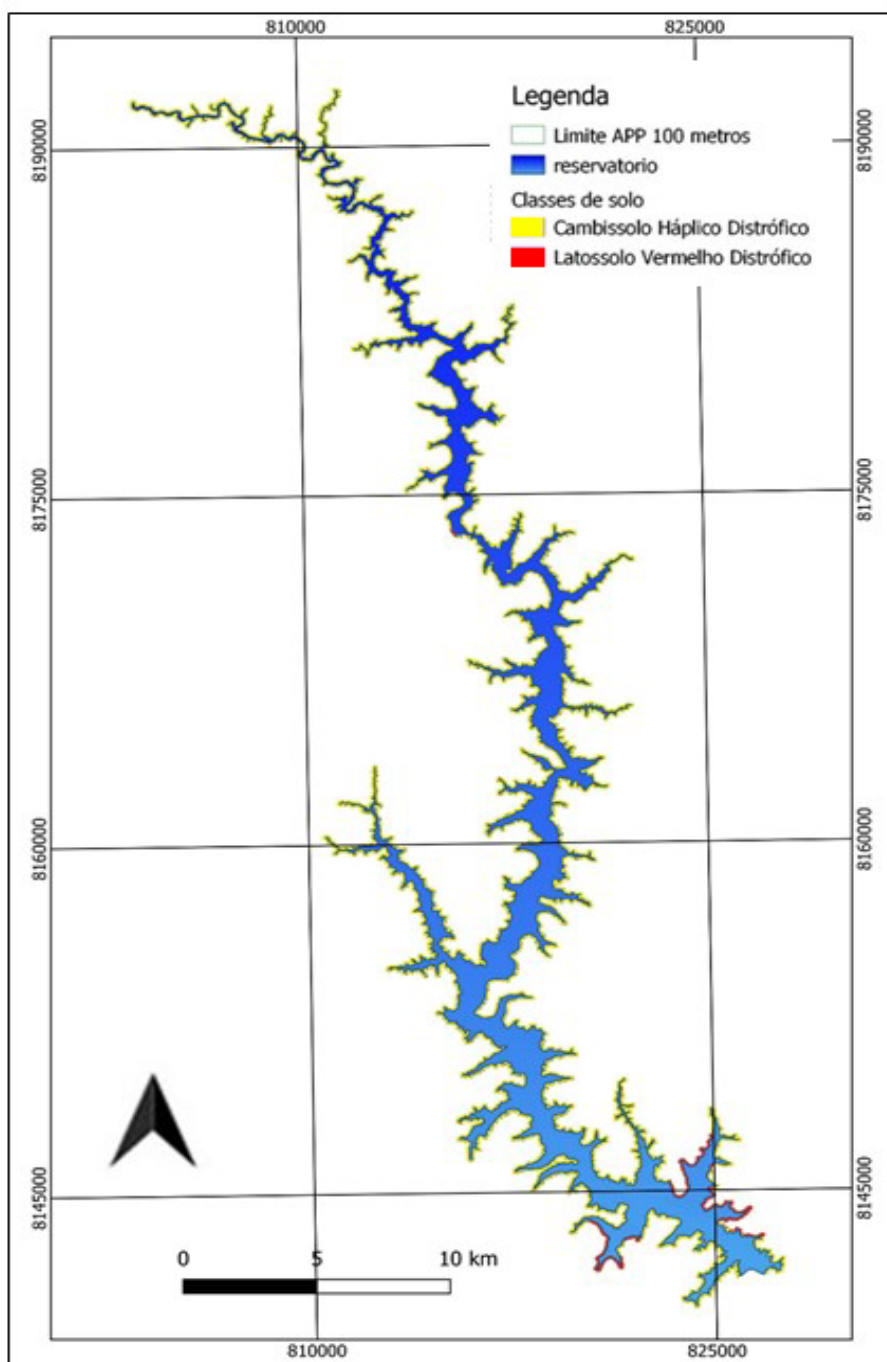 810000
825000
Legenda
Limite APP 100 metros
reservatorio
Classes de solo
Cambissolo Háplico Distrófico
Latossolo Vermelho Distrófico
8190000
8190000
8175000
8175000
8160000
8160000
8145000
8145000
0 5 10 km
810000
825000